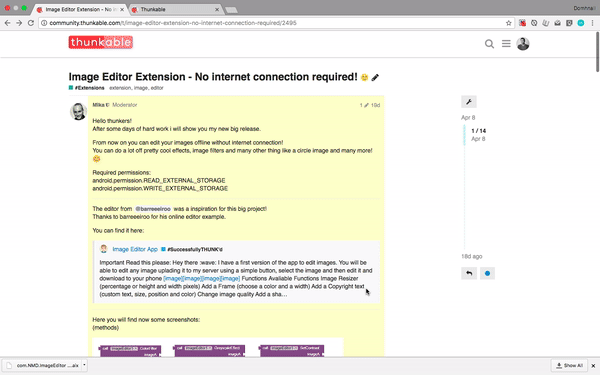 Image Editor Extension - No in
Thunkable
Domhnall
community.thunkable.com/t/image-editor-extension-no-internet-connection-required/2495
thunkable
Image Editor Extension - No internet connection required!
#Extensions extension, image, editor
Mika Moderator
1 19d
Hello thunkers!
After some days of hard work i will show you my new big release.
From now on you can edit your images offline without internet connection!
You can do a lot off pretty cool effects, image filters and many other thing like a circle image and many more!
Required permissions:
android.permission.READ_EXTERNAL_STORAGE
android.permission.WRITE_EXTERNAL_STORAGE
The editor from @barreeeiroo was a inspiration for this big project!
Thanks to barreeeiroo for his online editor example.
You can find it here:
Image Editor App #SuccessfullyTHUNK'd
Important Read this please: Hey there :wave: I have a first version of the app to edit images. You will be
able to edit any image uplading it to my server using a simple button, select the image and then edit it and
download to your phone [image][image][image][image] Functions Available Functions Image Resizer
(percentage or height and width pixels) Add a Frame (choose a color and a width) Add a Copyright text
(custom text, size, position and color) Change image quality Add a sha…
Here you will find now some screenshots:
(methods)
Apr 8
1 / 14
Apr 8
18d ago
com.NMD.ImageEditor....aix
Show All